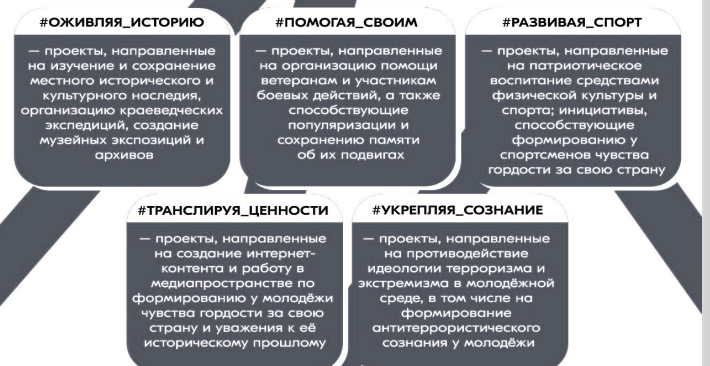 #ОЖИВЛЯЯ_ИСТОРИЮ
— проекты, направленные
на изучение и сохранение
местного исторического и
культурного наследия,
организацию краеведческих
экспедиций, создание
музейных экспозиций и
архивов
#ПОМОГАЯ_СВОИМ
— проекты, направленные
на организацию помощи
ветеранам и участникам
боевых действий, а также
способствующие
популяризации и
сохранению памяти
об их подвигах
#РАЗВИВАЯ_СПОРТ
— проекты, направленные
на патриотическое
воспитание средствами
физической культуры и
спорта; инициативы,
способствующие
формированию у
спортсменов чувства
гордости за свою страну
#ТРАНСЛИРУЯ_ЦЕННОСТИ
— проекты, направленные
на создание интернет-
контента и работу в
медиапространстве по
формированию у молодёжи
чувства гордости за свою
страну и уважения к её
историческому прошлому
#УКРЕПЛЯЯ_СОЗНАНИЕ
— проекты, направленные
на противодействие
идеологии терроризма и
экстремизма в молодёжной
среде, в том числе на
формирование
антитеррористического
сознания у молодёжи